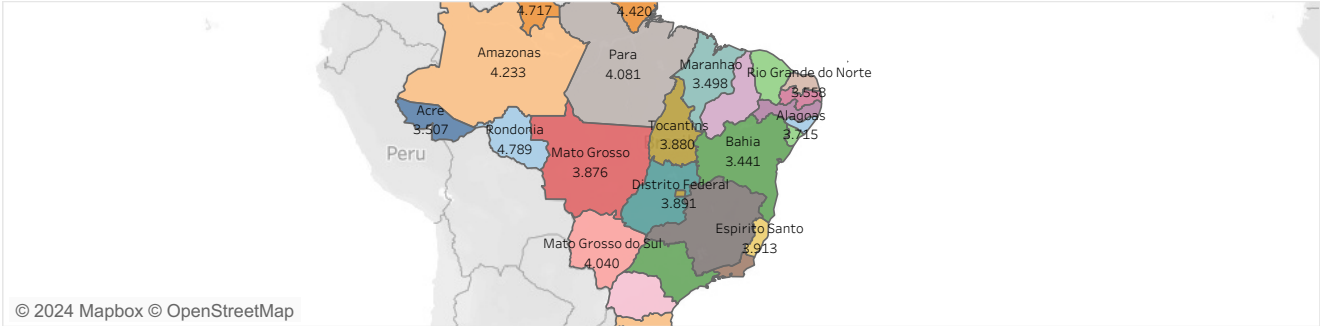 4.717
4.420
Amazonas
4.233
Para
4.081
Maranhao
3.498
Rio Grande do Norte
3.558
Acre
3.507
Rondonia
4.789
Tocantins
3.880
Alagoas
3.715
Mato Grosso
3.876
Bahia
3.441
Peru
Distrito Federal
3.891
Espirito Santo
3.913
Mato Grosso do Sul
4.040
© 2024 Mapbox © OpenStreetMap